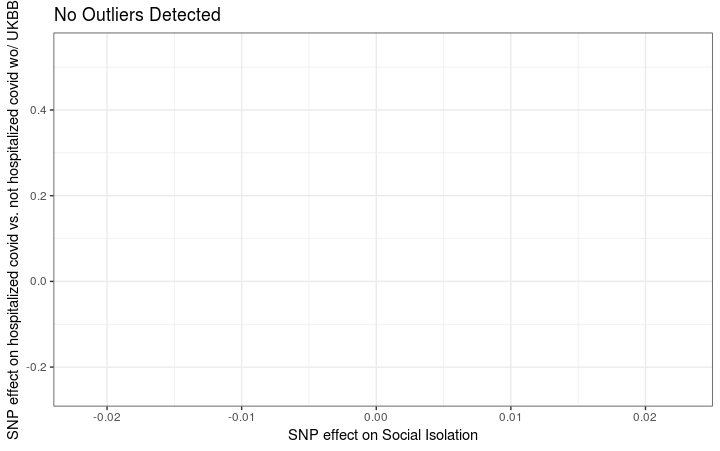 No Outliers Detected
SNP effect on hospitalized covid vs. not hospitalized covid wo/ UKBB
0.4
0.2
0.0
-0.2
-0.02 -0.01 0.00 0.01 0.02
SNP effect on Social Isolation